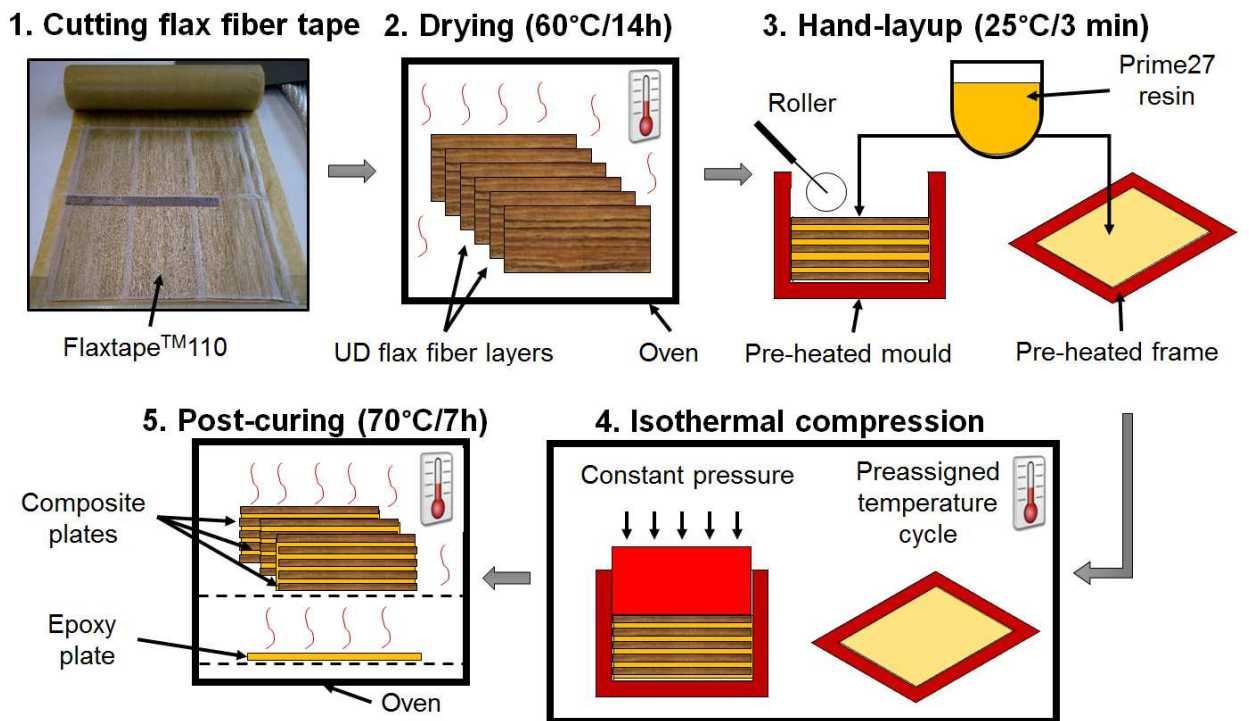 1. Cutting flax fiber tape
2. Drying (60°C/14h)
3. Hand-layup (25°C/3 min)
Prime27
resin
Roller
Flaxtape™110
UD flax fiber layers
Oven
Pre-heated mould
Pre-heated frame
5. Post-curing (70°C/7h)
4. Isothermal compression
Composite
plates
Constant pressure
Preassigned
temperature
cycle
Epoxy
plate
Oven